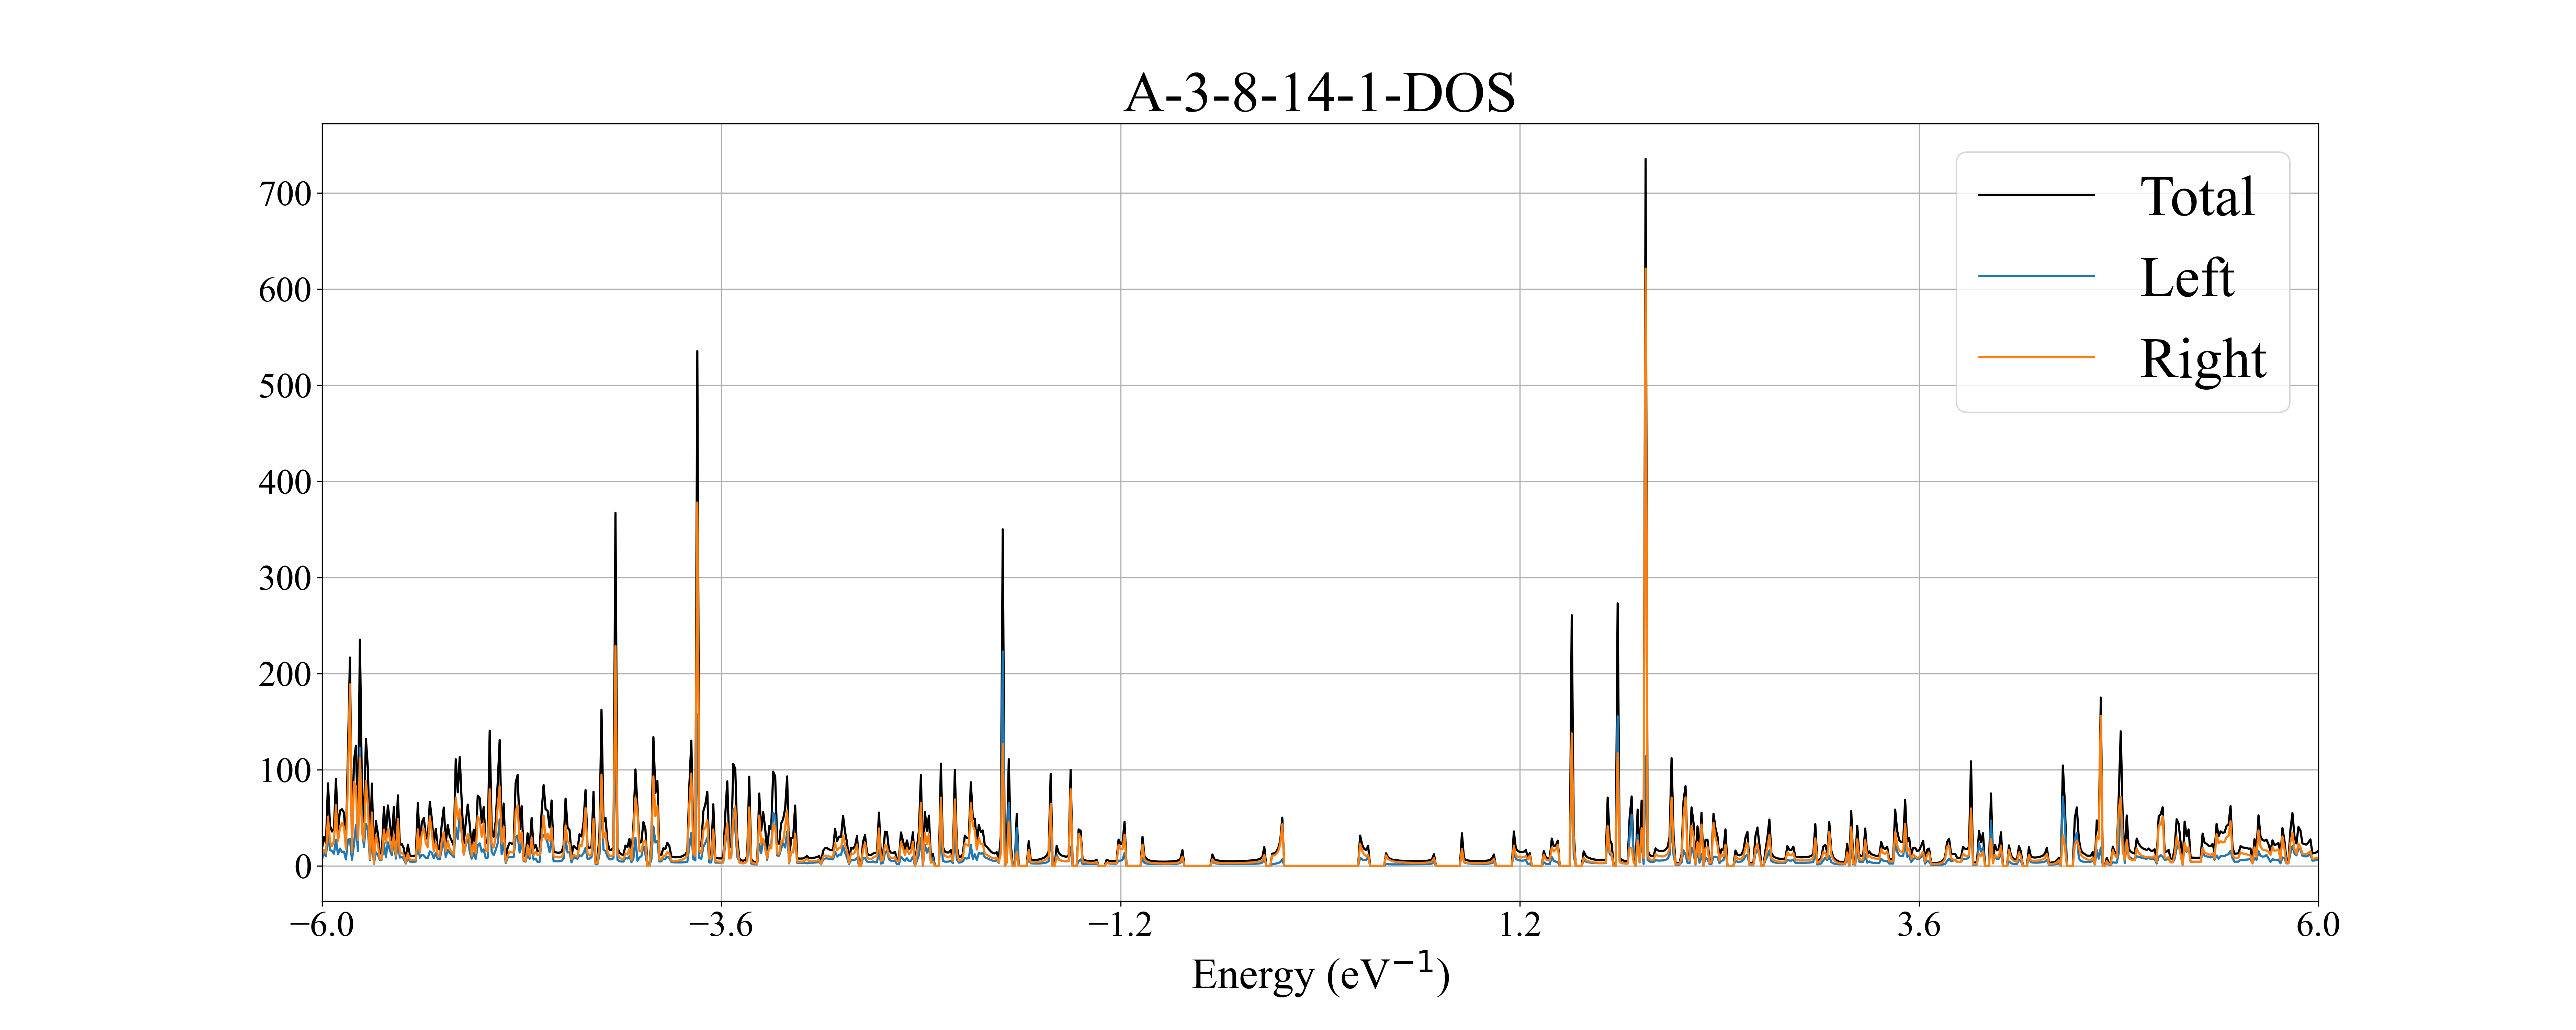 A-3-8-14-1-DOS
700
600
500
400
300
200
100
0
−6.0 −3.6 −1.2 1.2 3.6 6.0
Energy (eV⁻¹)
Total
Left
Right